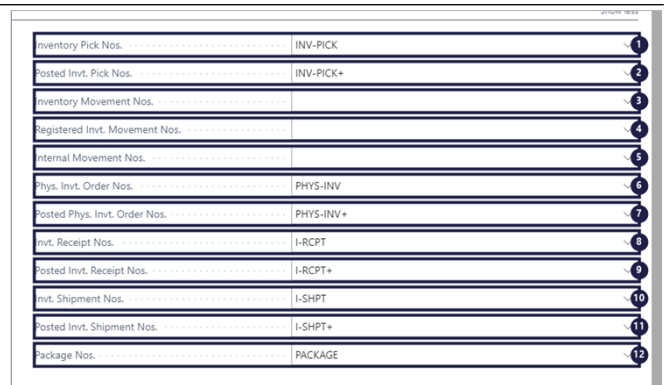 Show less
Inventory Pick Nos. INV-PICK 1
Posted Invt. Pick Nos. INV-PICK+ 2
Inventory Movement Nos. 3
Registered Invt. Movement Nos. 4
Internal Movement Nos. 5
Phys. Invt. Order Nos. PHYS-INV 6
Posted Phys. Invt. Order Nos. PHYS-INV+ 7
Invt. Receipt Nos. I-RCPT 8
Posted Invt. Receipt Nos. I-RCPT+ 9
Invt. Shipment Nos. I-SHPT 10
Posted Invt. Shipment Nos. I-SHPT+ 11
Package Nos. PACKAGE 12